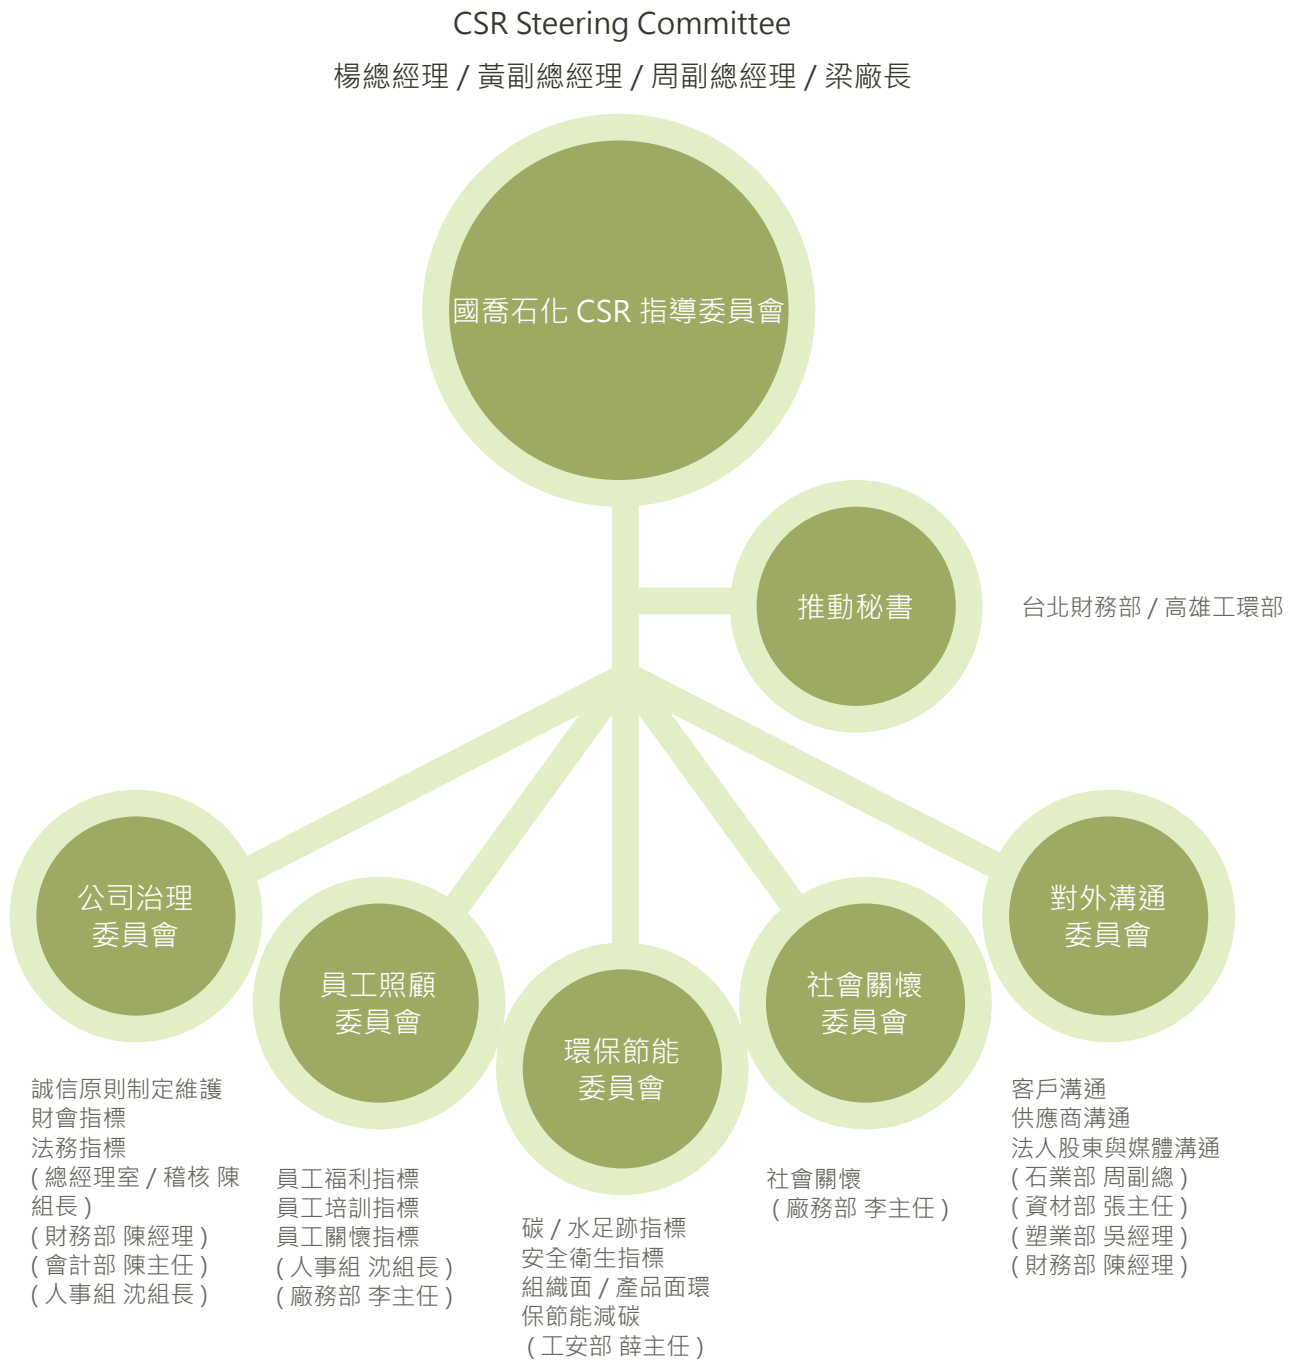 CSR Steering Committee
楊總經理 / 黃副總經理 / 周副總經理 / 梁廠長
國喬石化 CSR 指導委員會
推動秘書
台北財務部 / 高雄工環部
公司治理
委員會
誠信原則制定維護
財會指標
法務指標
( 總經理室 / 稽核 陳
組長 )
( 財務部 陳經理 )
( 會計部 陳主任 )
( 人事組 沈組長 )
員工照顧
委員會
員工福利指標
員工培訓指標
員工關懷指標
( 人事組 沈組長 )
( 廠務部 李主任 )
環保節能
委員會
碳 / 水足跡指標
安全衛生指標
組織面 / 產品面環
保節能減碳
( 工安部 薛主任 )
社會關懷
委員會
社會關懷
( 廠務部 李主任 )
對外溝通
委員會
客戶溝通
供應商溝通
法人股東與媒體溝通
( 石業部 周副總 )
( 資材部 張主任 )
( 塑業部 吳經理 )
( 財務部 陳經理 )